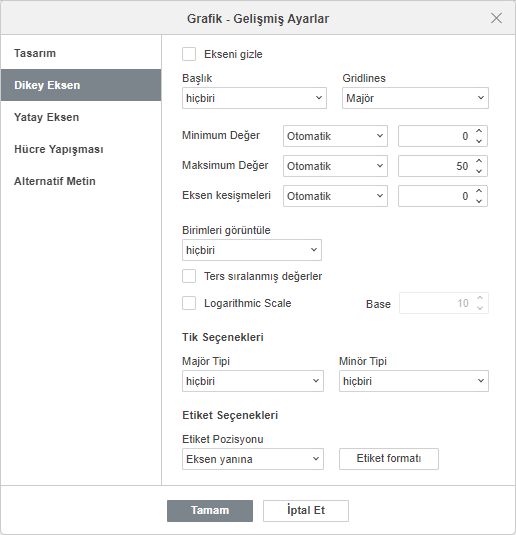 Grafik - Gelişmiş Ayarlar
Tasarım
Dikey Eksen
Yatay Eksen
Hücre Yapışması
Alternatif Metin
Ekseni gizle
Başlık Gridlines
hiçbiri Majör
Minimum Değer Otomatik 0
Maksimum Değer Otomatik 50
Eksen kesişmeleri Otomatik 0
Birimleri görüntüle
hiçbiri
Ters sıralanmış değerler
Logarithmic Scale Base 10
Tik Seçenekleri
Majör Tipi Minör Tipi
hiçbiri hiçbiri
Etiket Seçenekleri
Etiket Pozisyonu
Eksen yanına Etiket formatı
Tamam İptal Et